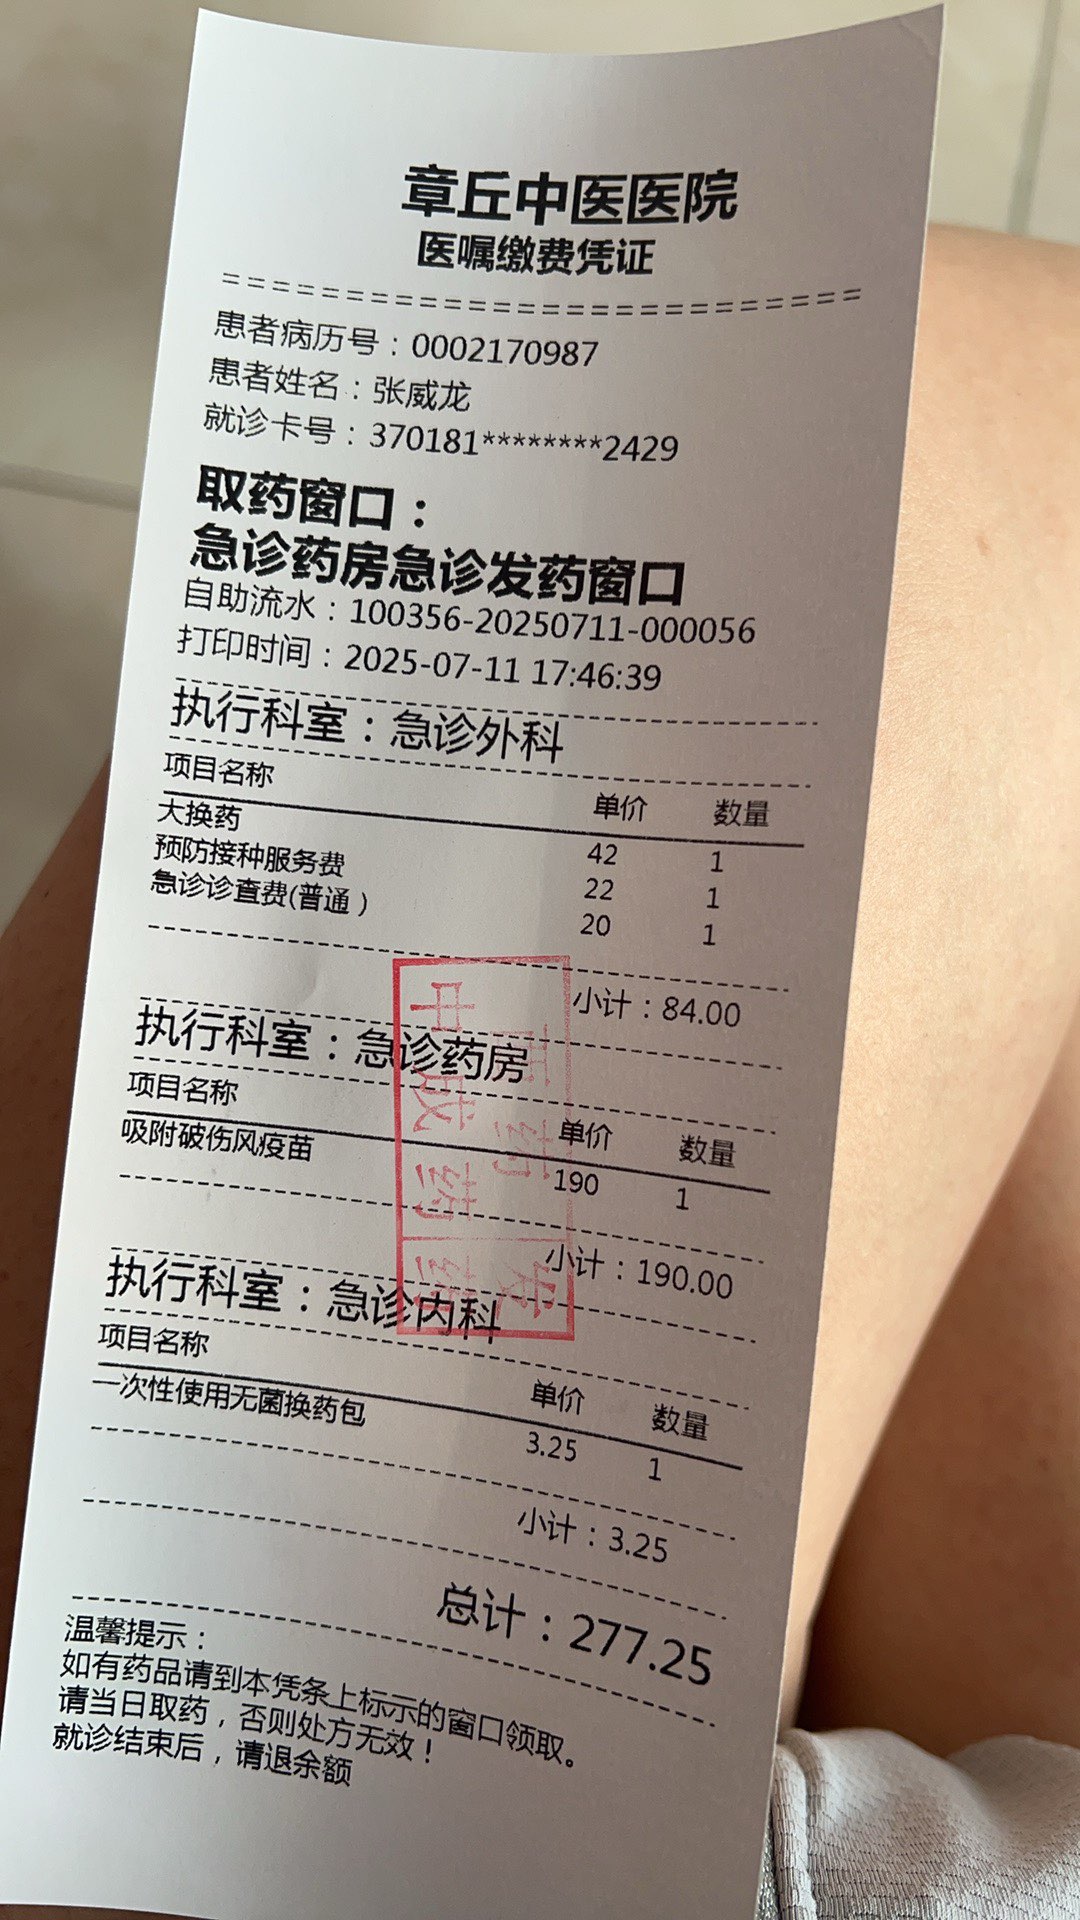 章丘中医医院
医嘱缴费凭证
============================
患者病历号：0002170987
患者姓名：张威龙
就诊卡号：370181********2429
取药窗口：
急诊药房急诊发药窗口
自助流水：100356-20250711-000056
打印时间：2025-07-11 17:46:39
执行科室：急诊外科
项目名称 单价 数量
大换药 42 1
预防接种服务费 22 1
急诊诊查费(普通） 20 1
小计：84.00
执行科室：急诊药房
项目名称 单价 数量
吸附破伤风疫苗 190 1
小计：190.00
执行科室：急诊内科
项目名称 单价 数量
一次性使用无菌换药包 3.25 1
小计：3.25
总计：277.25
温馨提示：
如有药品请到本凭条上标示的窗口领取。
请当日取药，否则处方无效！
就诊结束后，请退余额
西药
中成药
发药